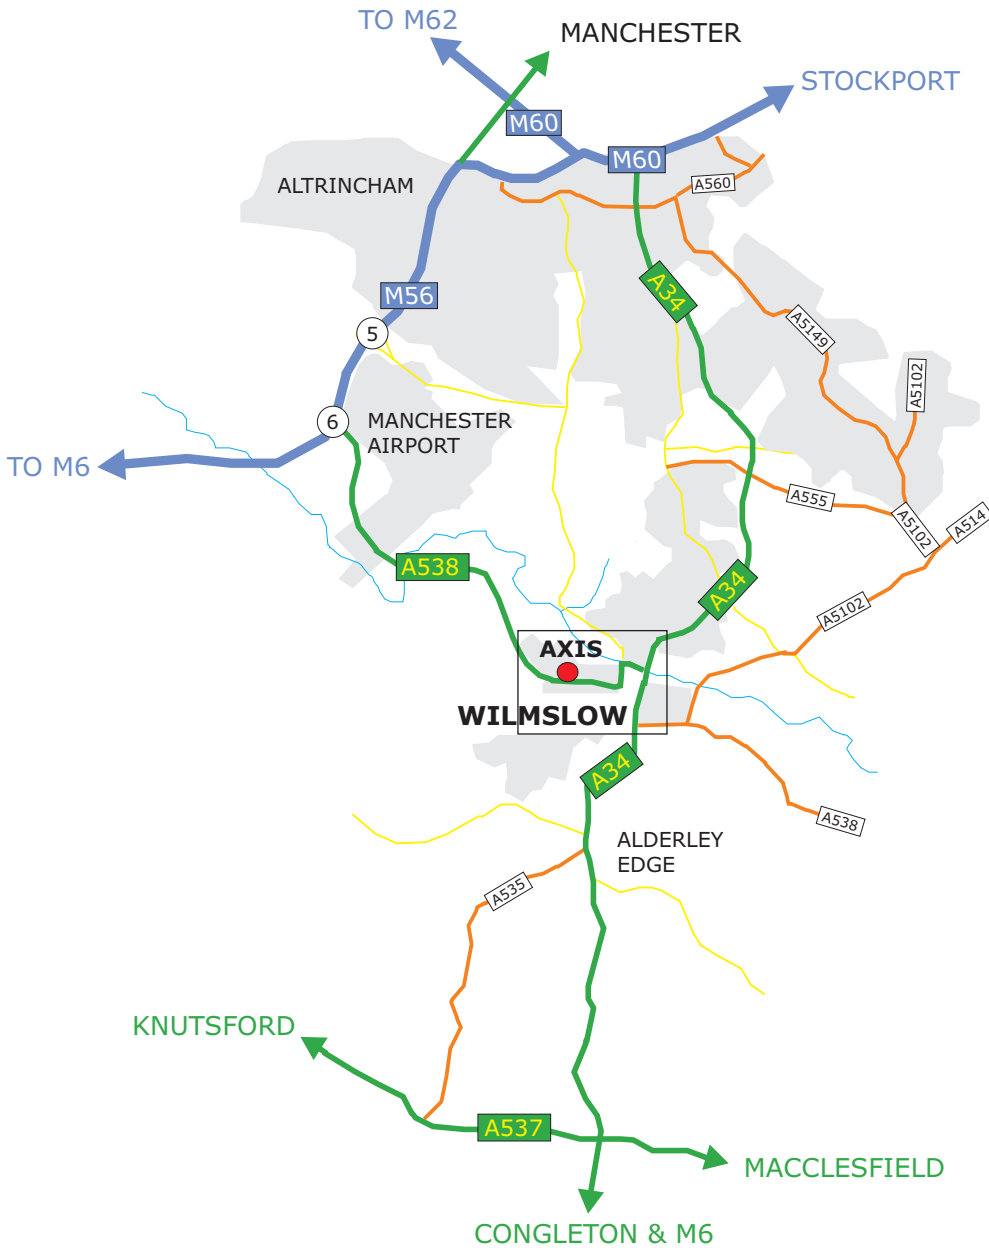 TO M62
MANCHESTER
STOCKPORT
M60
M60
A560
ALTRINCHAM
A34
M56
A5149
5
A5102
6
MANCHESTER
AIRPORT
TO M6
A555
A5102
A514
A538
A34
A5102
AXIS
WILMSLOW
A34
A538
ALDERLEY
EDGE
A535
KNUTSFORD
A537
MACCLESFIELD
CONGLETON & M6